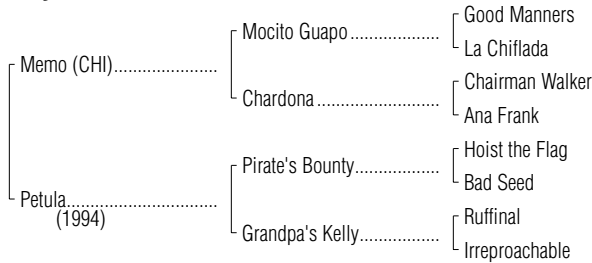 Good Manners
Mocito Guapo...................
La Chiflada
Memo (CHI).....................
Chairman Walker
Chardona..........................
Ana Frank
Hoist the Flag
Pirate's Bounty..................
Bad Seed
Petula................................
(1994)
Ruffinal
Grandpa's Kelly.................
Irreproachable